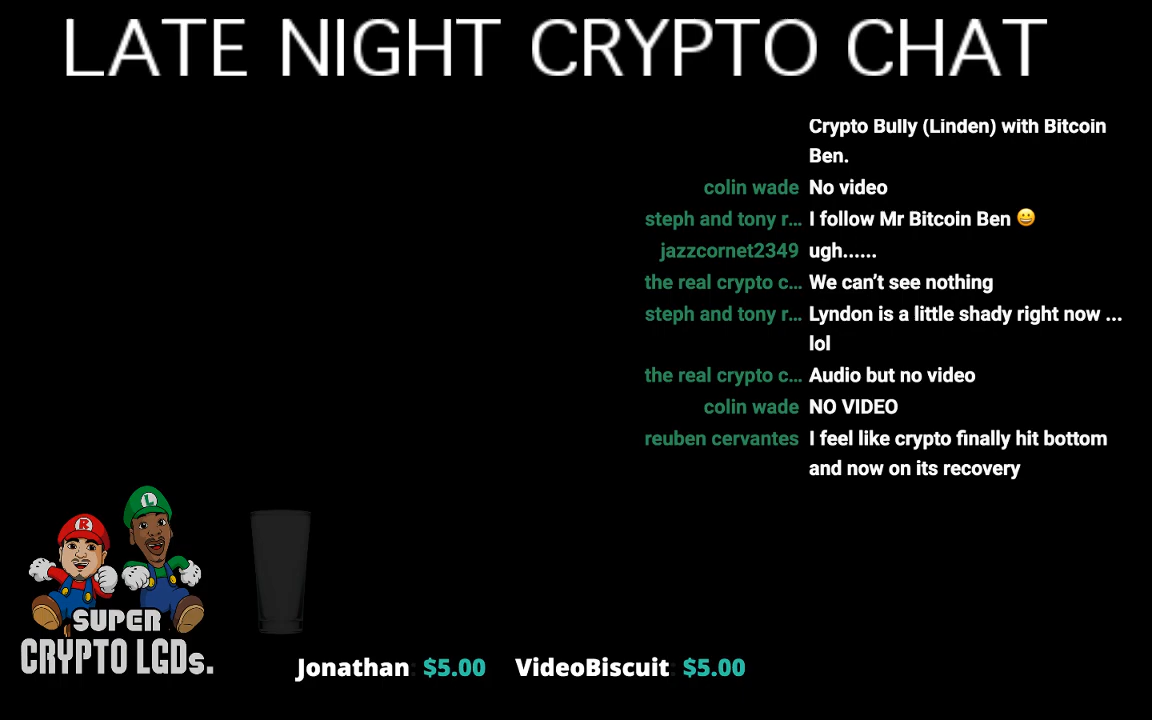 LATE NIGHT CRYPTO CHAT
Crypto Bully (Linden) with Bitcoin
Ben.
colin wade No video
steph and tony r... I follow Mr Bitcoin Ben 😀
jazzcornet2349 ugh......
the real crypto c... We can’t see nothing
steph and tony r... Lyndon is a little shady right now ...
lol
the real crypto c... Audio but no video
colin wade NO VIDEO
reuben cervantes I feel like crypto finally hit bottom
and now on its recovery
R
L
SUPER
CRYPTO LGDs.
Jonathan: $5.00 VideoBiscuit: $5.00